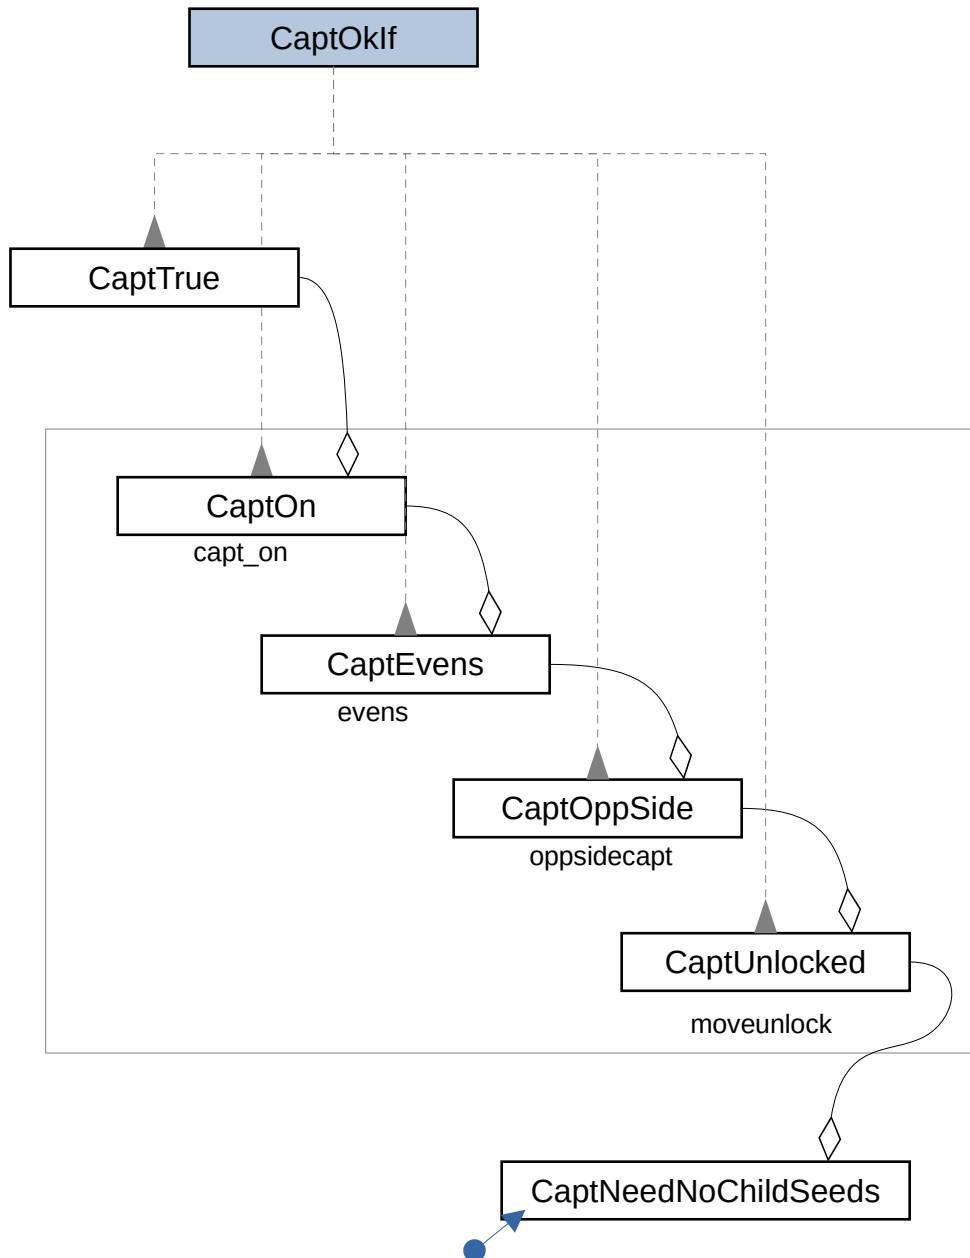 CaptOkIf
CaptTrue
CaptOn
capt_on
CaptEvens
evens
CaptOppSide
oppsidecapt
CaptUnlocked
moveunlock
CaptNeedNoChildSeeds